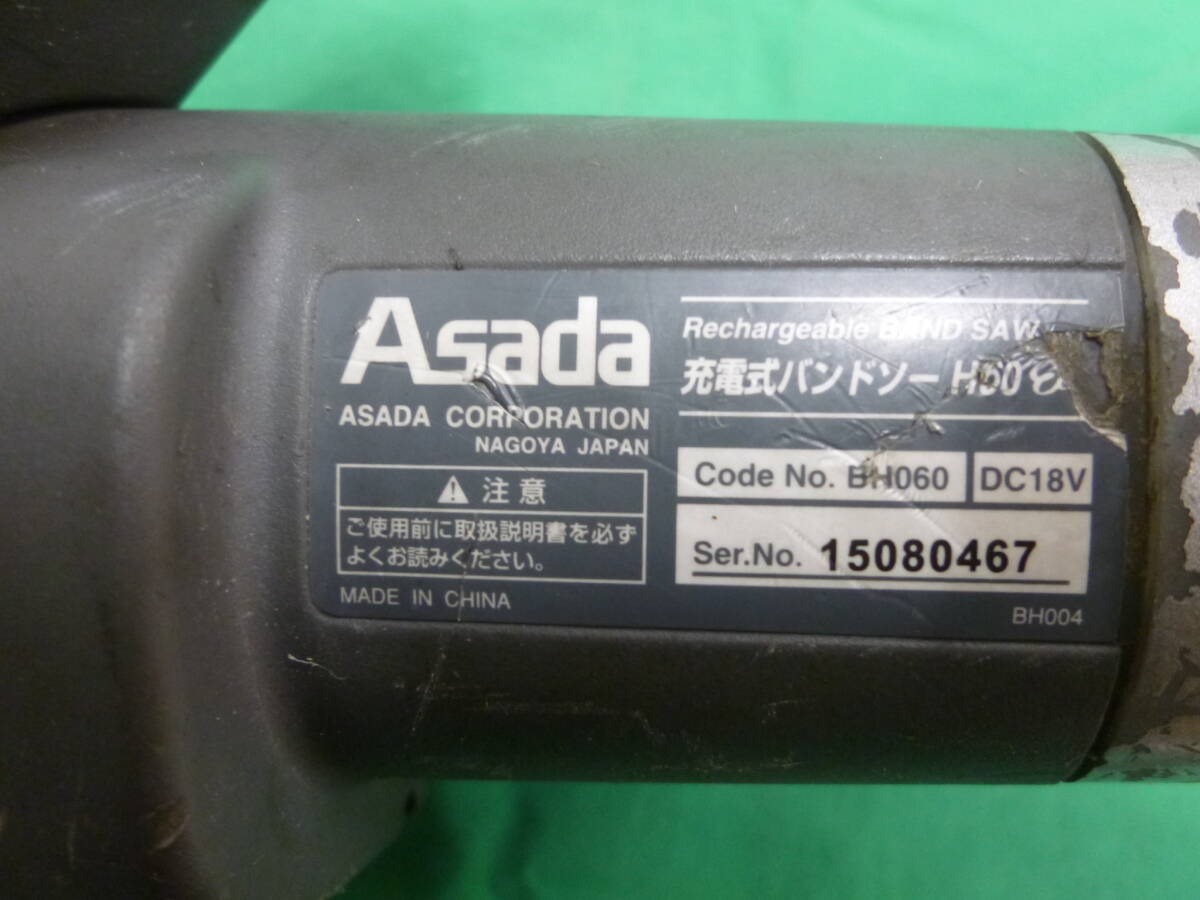 Asada
ASADA CORPORATION
NAGOYA JAPAN
Rechargeable BAND SAW
充電式バンドソー H60
Code No. BH060
DC18V
Ser.No. 15080467
⚠ 注意
ご使用前に取扱説明書を必ず
よくお読みください。
MADE IN CHINA
BH004